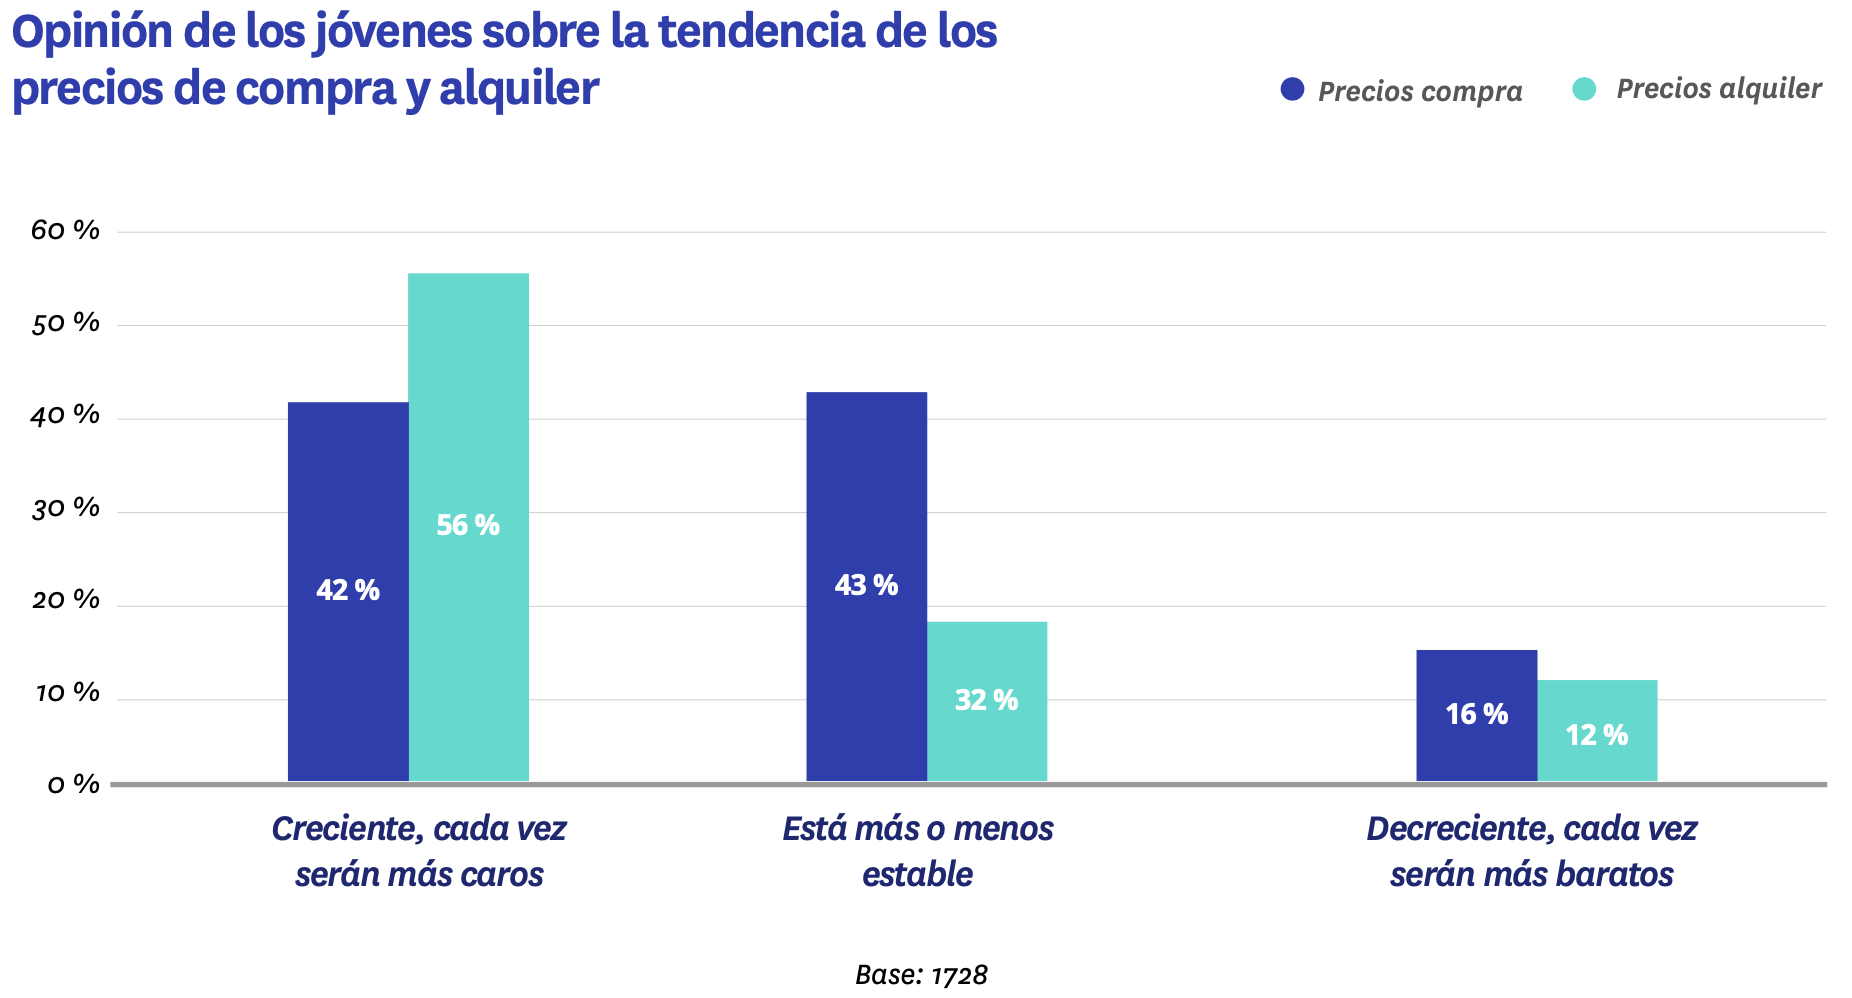 Opinión de los jóvenes sobre la tendencia de los
precios de compra y alquiler
Precios compra
Precios alquiler
60 %
50 %
40 %
30 %
20 %
10 %
0 %
42 %
56 %
43 %
32 %
16 %
12 %
Creciente, cada vez
serán más caros
Está más o menos
estable
Decreciente, cada vez
serán más baratos
Base: 1728